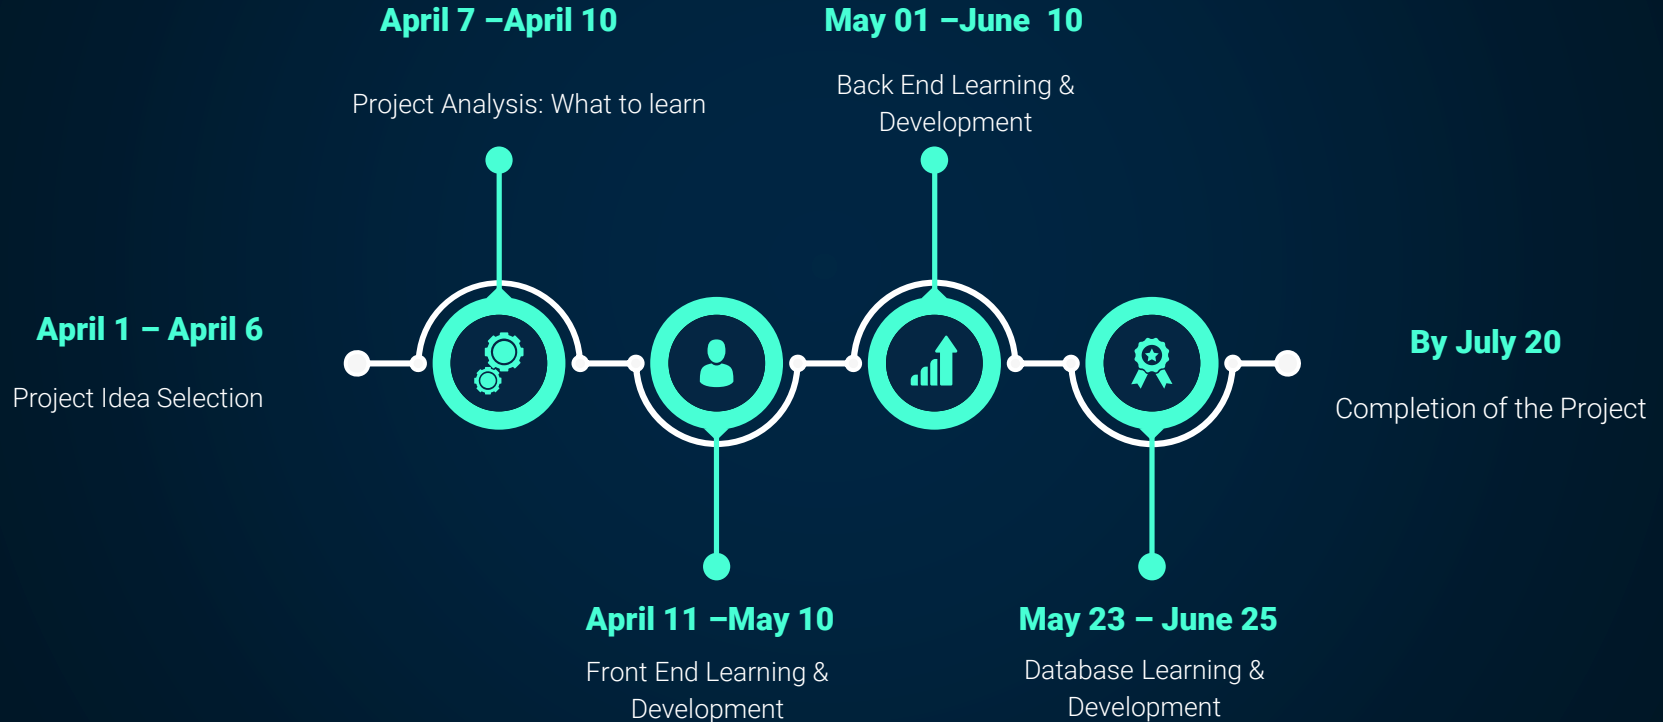 April 1 – April 6
Project Idea Selection
April 7 –April 10
Project Analysis: What to learn
April 11 –May 10
Front End Learning &
Development
May 01 –June  10
Back End Learning &
Development
May 23 – June 25
Database Learning &
Development
By July 20
Completion of the Project